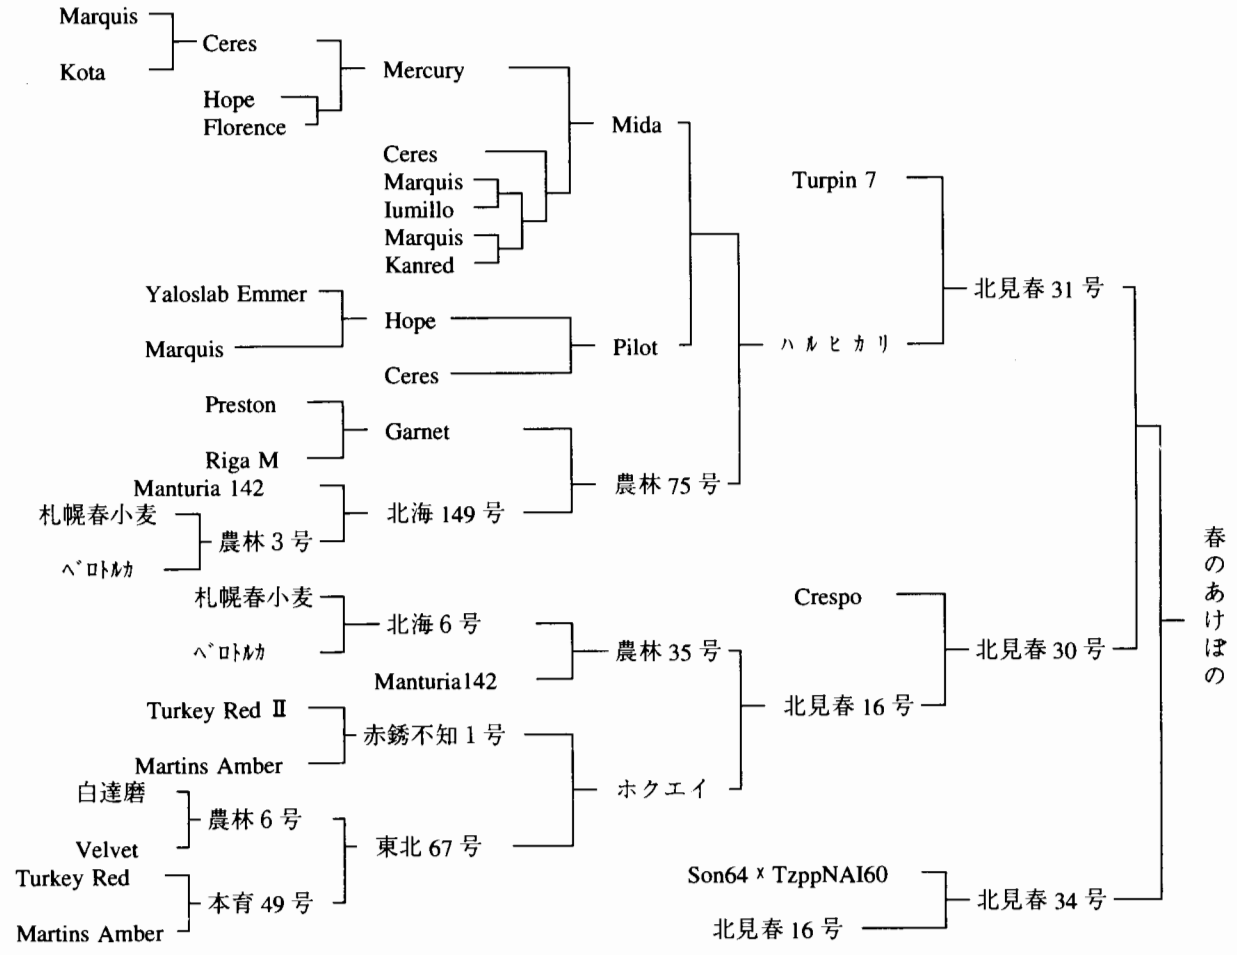 Marquis
Ceres
Kota
Mercury
Hope
Florence
Mida
Ceres
Marquis
Iumillo
Marquis
Kanred
Turpin 7
北見春 31 号
Yaloslab Emmer
Hope
Marquis
Pilot
ハルヒカリ
Ceres
Preston
Garnet
Riga M
農林 75 号
Manturia 142
北海 149 号
札幌春小麦
農林 3 号
ベロトルカ
春のあけぼの
札幌春小麦
北海 6 号
ベロトルカ
農林 35 号
Manturia142
Crespo
北見春 30 号
北見春 16 号
Turkey Red Ⅱ
赤銹不知 1 号
Martins Amber
ホクエイ
白達磨
農林 6 号
Velvet
東北 67 号
Turkey Red
本育 49 号
Martins Amber
Son64 x TzppNAI60
北見春 34 号
北見春 16 号